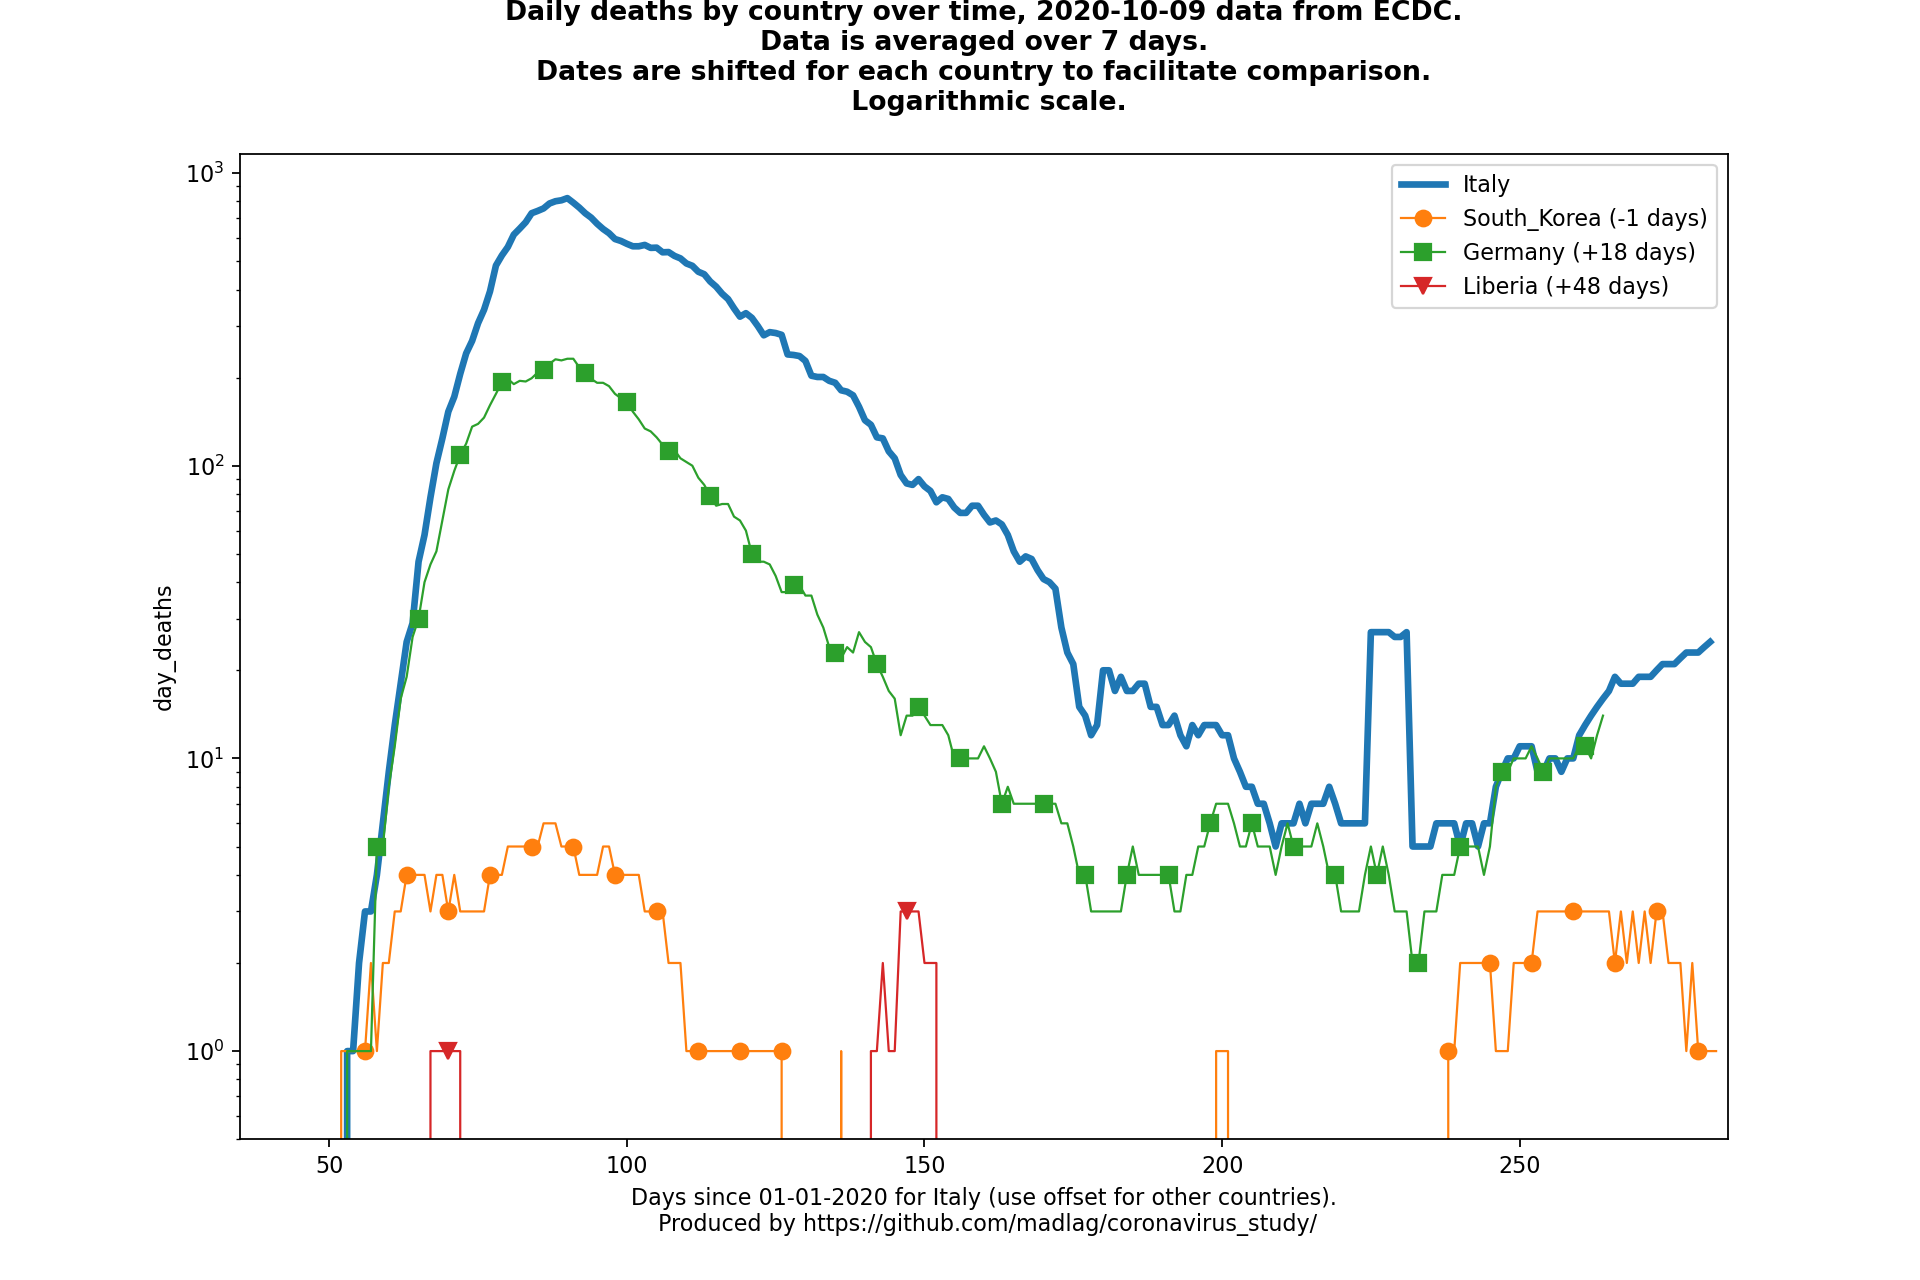 Daily deaths by country over time, 2020-10-09 data from ECDC.
Data is averaged over 7 days.
Dates are shifted for each country to facilitate comparison.
Logarithmic scale.
10³
10²
10¹
10⁰
day_deaths
Italy
South_Korea (-1 days)
Germany (+18 days)
Liberia (+48 days)
50 100 150 200 250
Days since 01-01-2020 for Italy (use offset for other countries).
Produced by https://github.com/madlag/coronavirus_study/